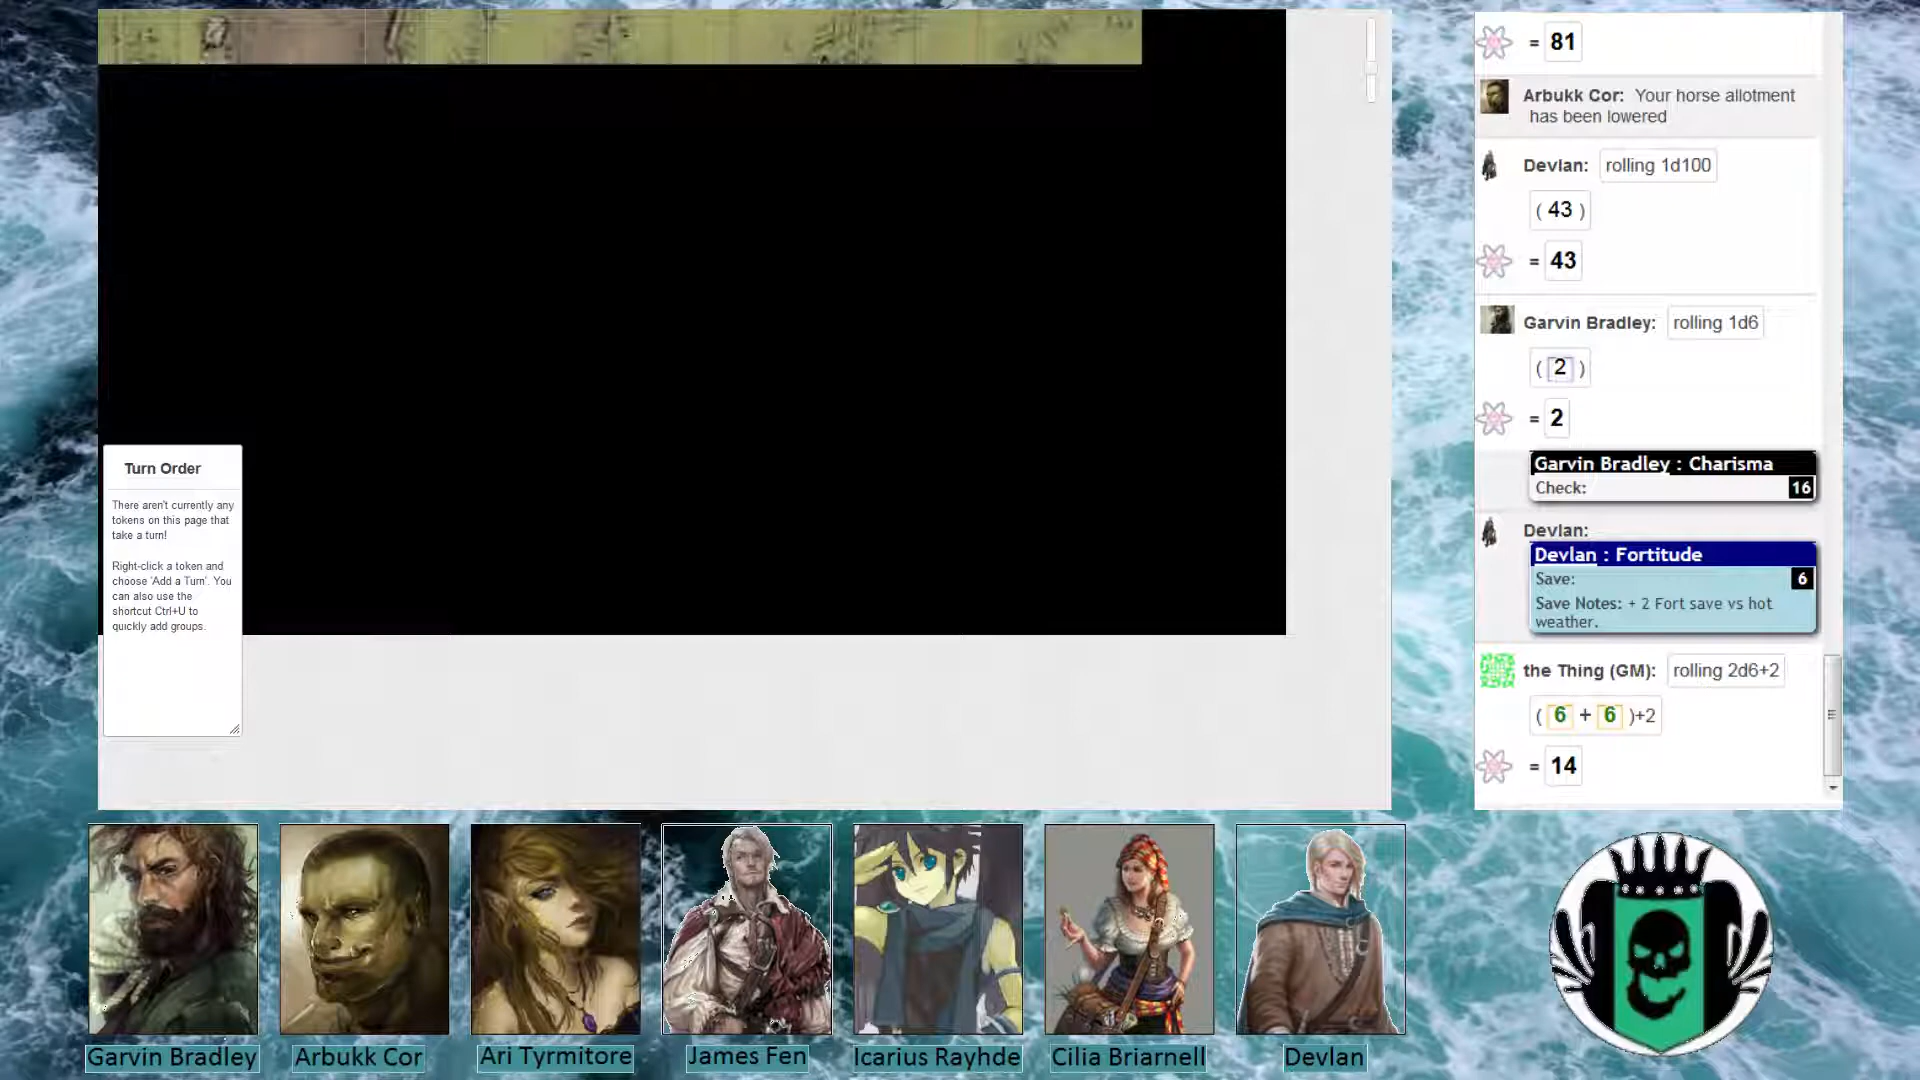 Turn Order
There aren't currently any
tokens on this page that
take a turn!
Right-click a token and
choose 'Add a Turn'. You
can also use the
shortcut Ctrl+U to
quickly add groups.
= 81
Arbukk Cor: Your horse allotment
has been lowered
Devlan: rolling 1d100
( 43 )
= 43
Garvin Bradley: rolling 1d6
( 2 )
= 2
Garvin Bradley : Charisma
Check: 16
Devlan:
Devlan : Fortitude
Save: 6
Save Notes: + 2 Fort save vs hot
weather.
the Thing (GM): rolling 2d6+2
( 6 + 6 )+2
= 14
Garvin Bradley
Arbukk Cor
Ari Tyrmitore
James Fen
Icarius Rayhde
Cilia Briarnell
Devlan